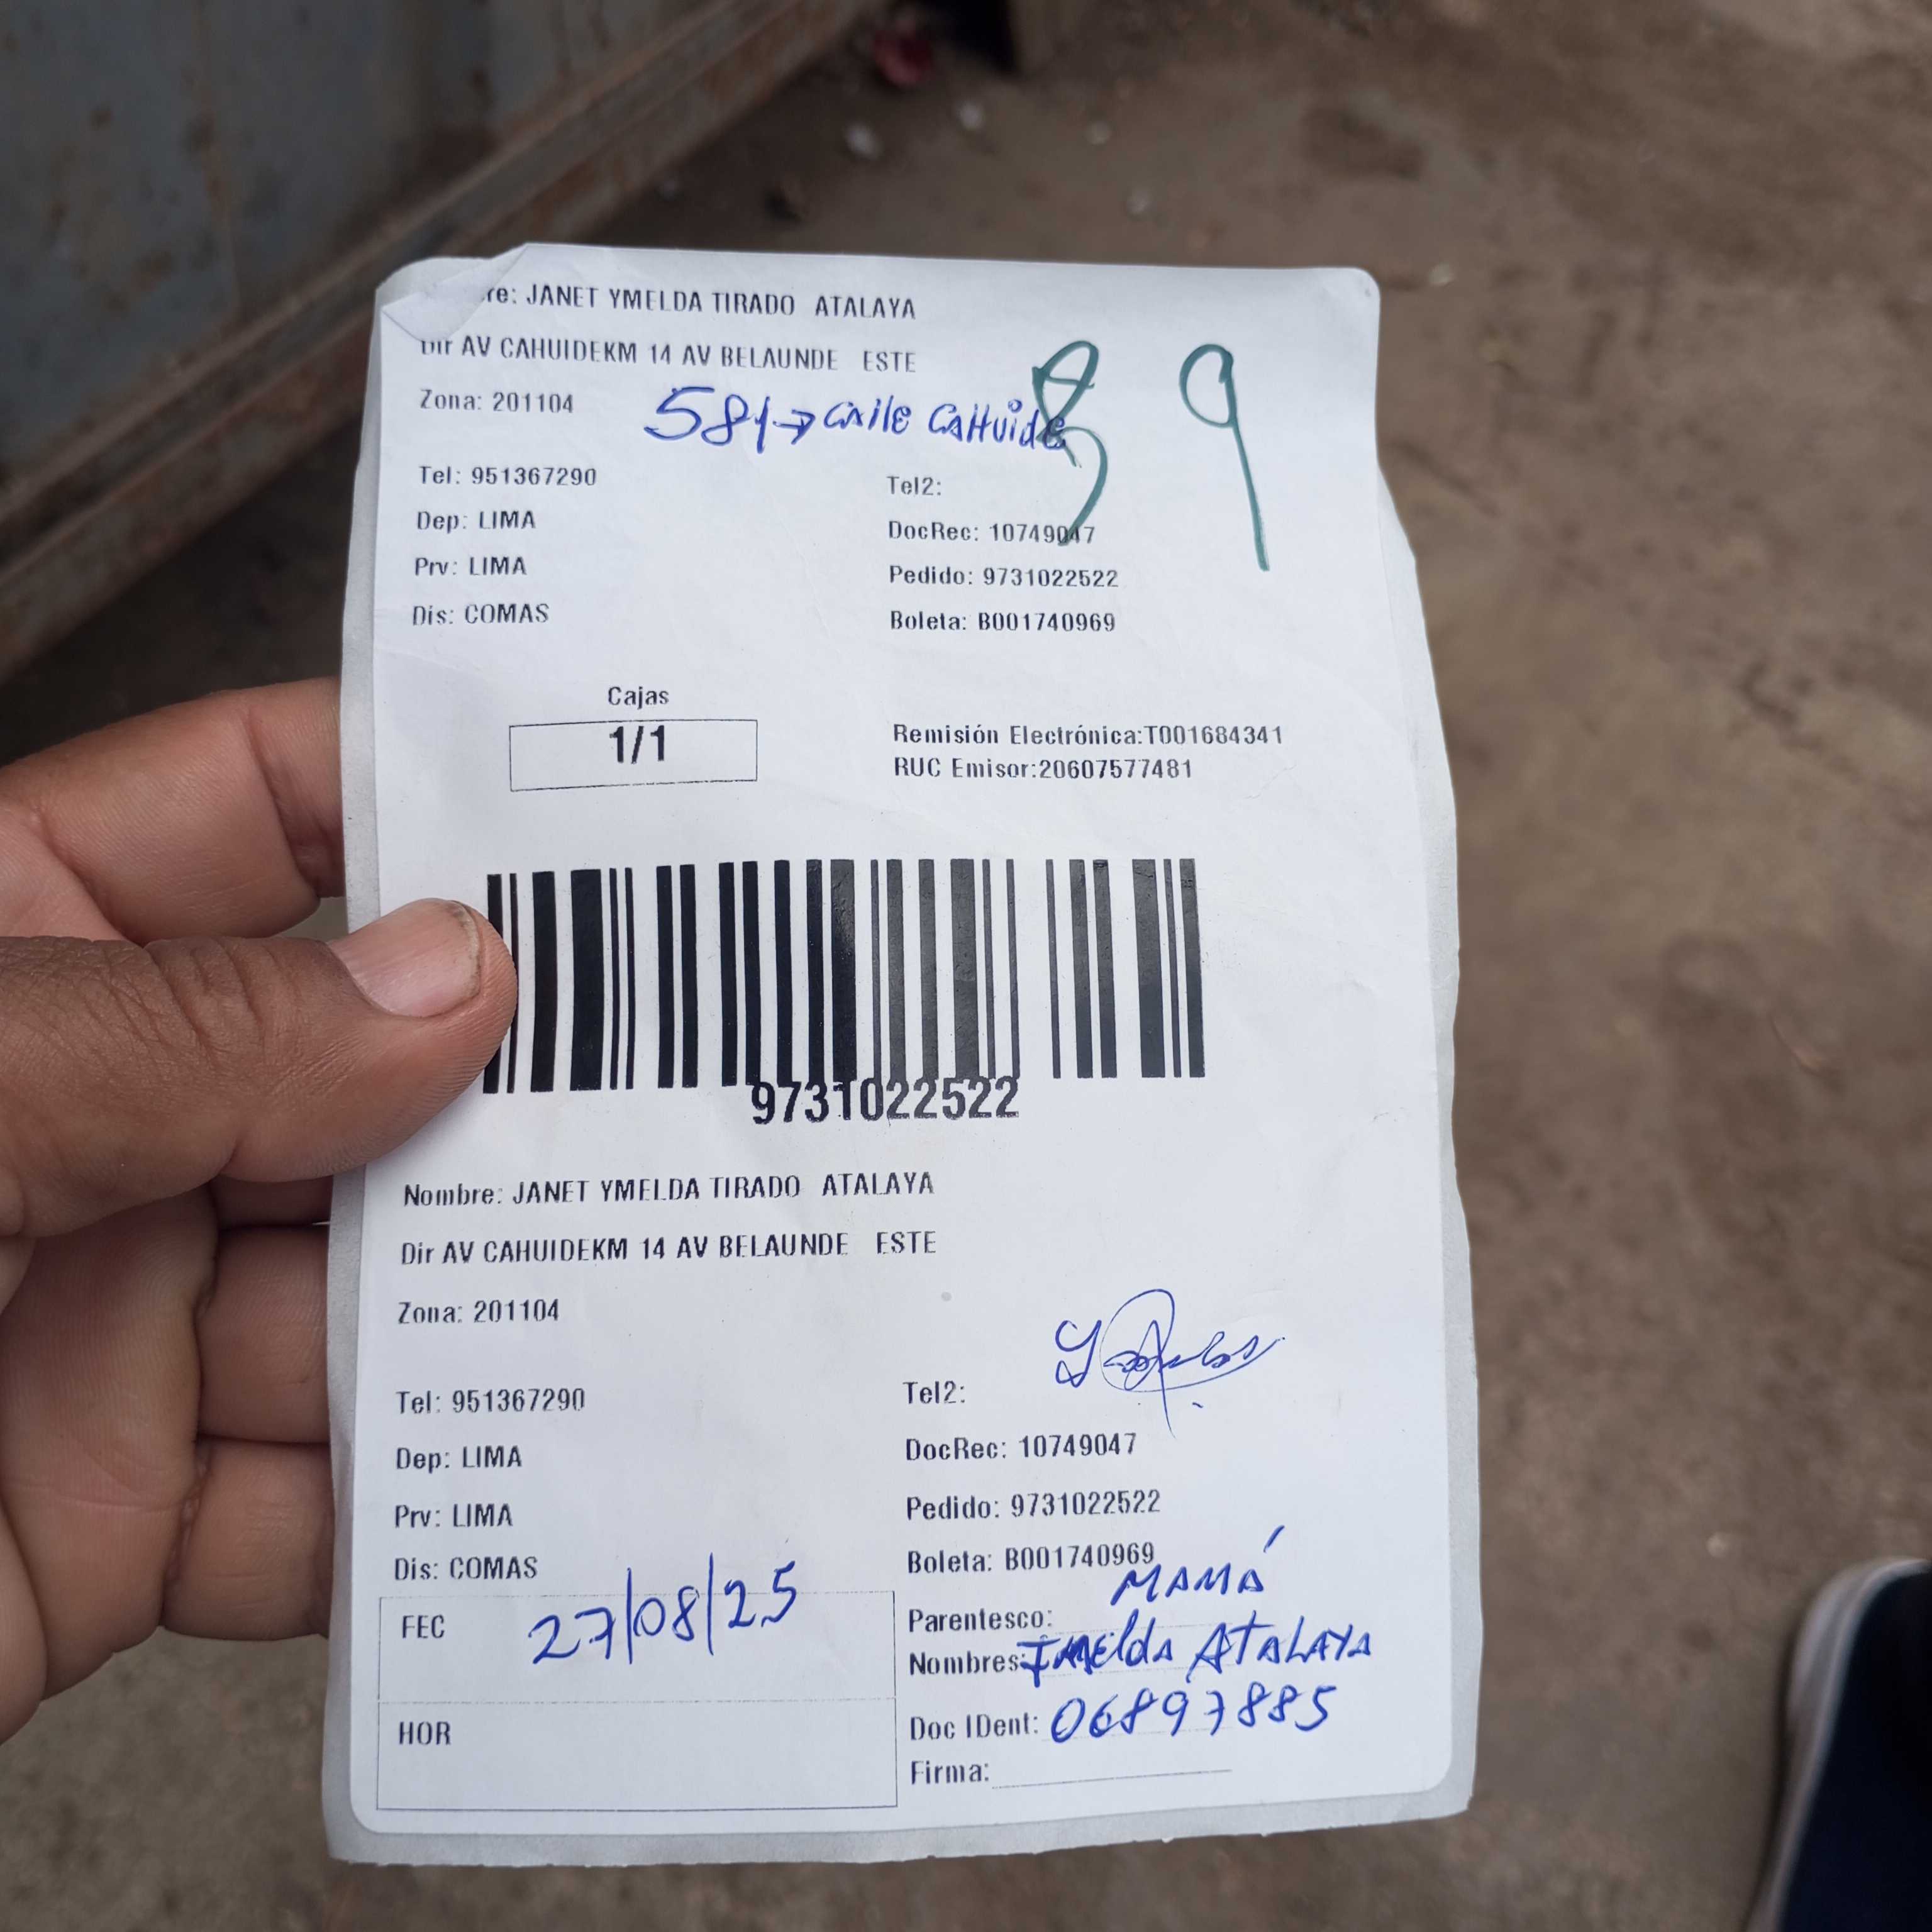 re: JANET YMELDA TIRADO ATALAYA
Dir AV CAHUIDEKM 14 AV BELAUNDE ESTE
Zona: 201104
581→ CAllE CAHuidE
89
Tel: 951367290
Tel2:
Dep: LIMA
DocRec: 10749047
Prv: LIMA
Pedido: 9731022522
Dis: COMAS
Boleta: B001740969
Cajas
1/1
Remisión Electrónica:T001684341
RUC Emisor:20607577481
9731022522
Nombre: JANET YMELDA TIRADO ATALAYA
Dir AV CAHUIDEKM 14 AV BELAUNDE ESTE
Zona: 201104
Tel: 951367290
Tel2:
Dep: LIMA
DocRec: 10749047
Prv: LIMA
Pedido: 9731022522
Dis: COMAS
Boleta: B001740969
FEC 27/08/25
Parentesco: MAMÁ
Nombres: ImElda ATALAYA
HOR
Doc IDent: 06897885
Firma: